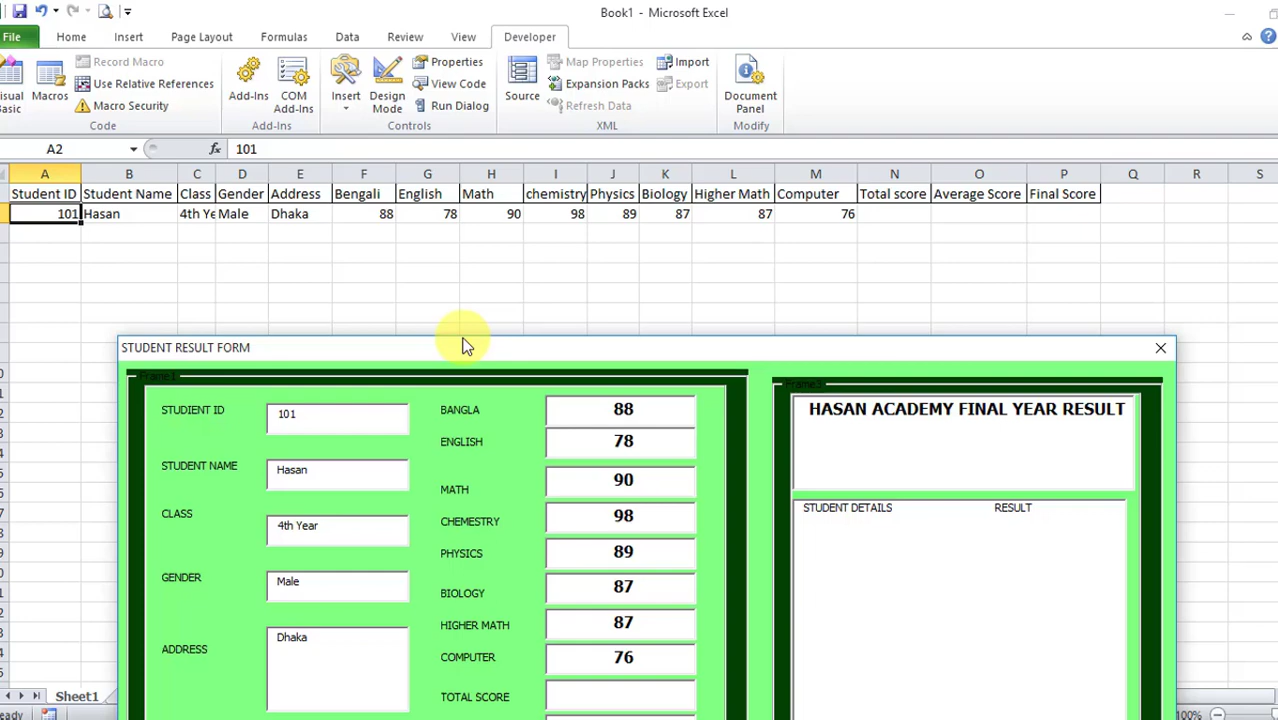 Book1 - Microsoft Excel
File Home Insert Page Layout Formulas Data Review View Developer
Record Macro
Use Relative References
Macro Security
Macros
Basic
Code
Add-Ins
COM
Add-Ins
Add-Ins
Insert
Design
Mode
Properties
View Code
Run Dialog
Controls
Source
Map Properties
Expansion Packs
Refresh Data
Import
Export
XML
Document
Panel
Modify
A2 fx 101
A B C D E F G H I J K L M N O P Q R S
Student ID Student Name Class Gender Address Bengali English Math chemistry Physics Biology Higher Math Computer Total score Average Score Final Score
101 Hasan 4th Ye Male Dhaka 88 78 90 98 89 87 87 76
STUDENT RESULT FORM
Frame1
STUDIENT ID 101
STUDENT NAME Hasan
CLASS 4th Year
GENDER Male
ADDRESS Dhaka
BANGLA 88
ENGLISH 78
MATH 90
CHEMESTRY 98
PHYSICS 89
BIOLOGY 87
HIGHER MATH 87
COMPUTER 76
TOTAL SCORE
Frame3
HASAN ACADEMY FINAL YEAR RESULT
STUDENT DETAILS RESULT
Sheet1
100%